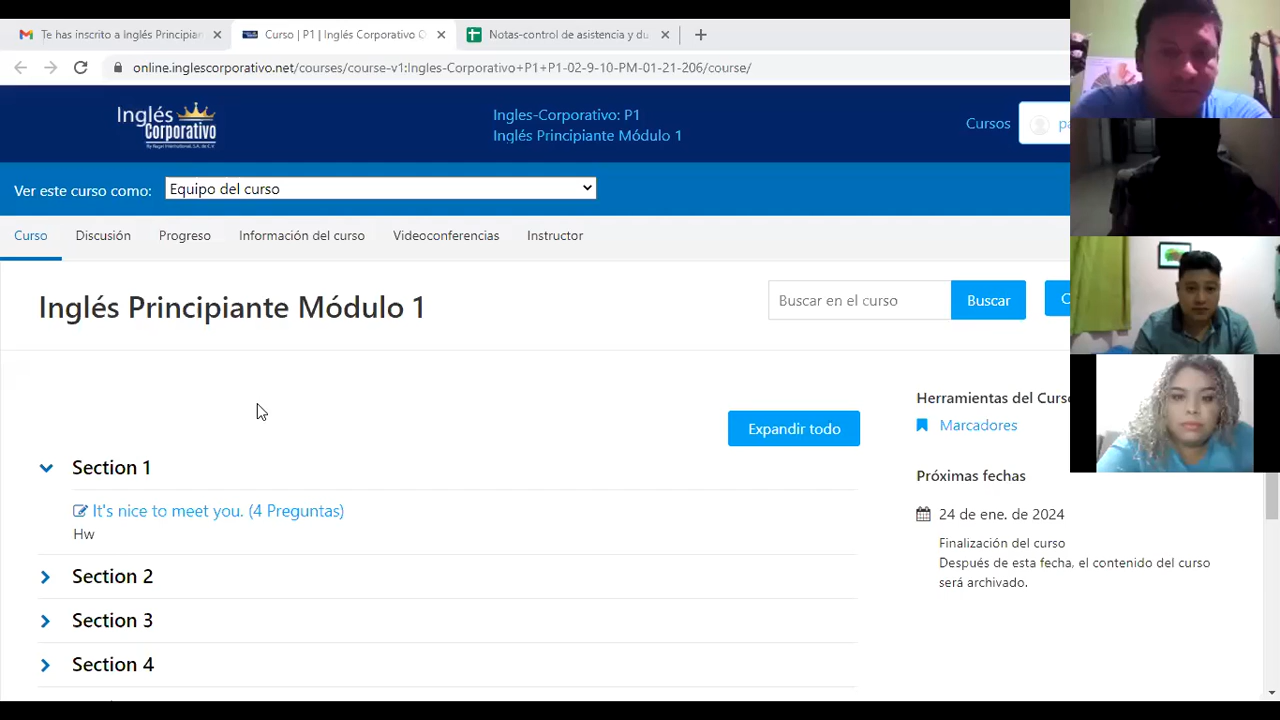 Te has inscrito a Inglés Principian
Curso | P1 | Inglés Corporativo O
Notas-control de asistencia y du
online.inglescorporativo.net/courses/course-v1:Ingles-Corporativo+P1+P1-02-9-10-PM-01-21-206/course/
Inglés
Corporativo
Ingles-Corporativo: P1
Inglés Principiante Módulo 1
Cursos
pa
Ver este curso como:
Equipo del curso
Curso
Discusión
Progreso
Información del curso
Videoconferencias
Instructor
Inglés Principiante Módulo 1
Buscar en el curso
Buscar
Expandir todo
Herramientas del Curso
Marcadores
Section 1
Próximas fechas
It's nice to meet you. (4 Preguntas)
Hw
24 de ene. de 2024
Finalización del curso
Después de esta fecha, el contenido del curso
será archivado.
Section 2
Section 3
Section 4